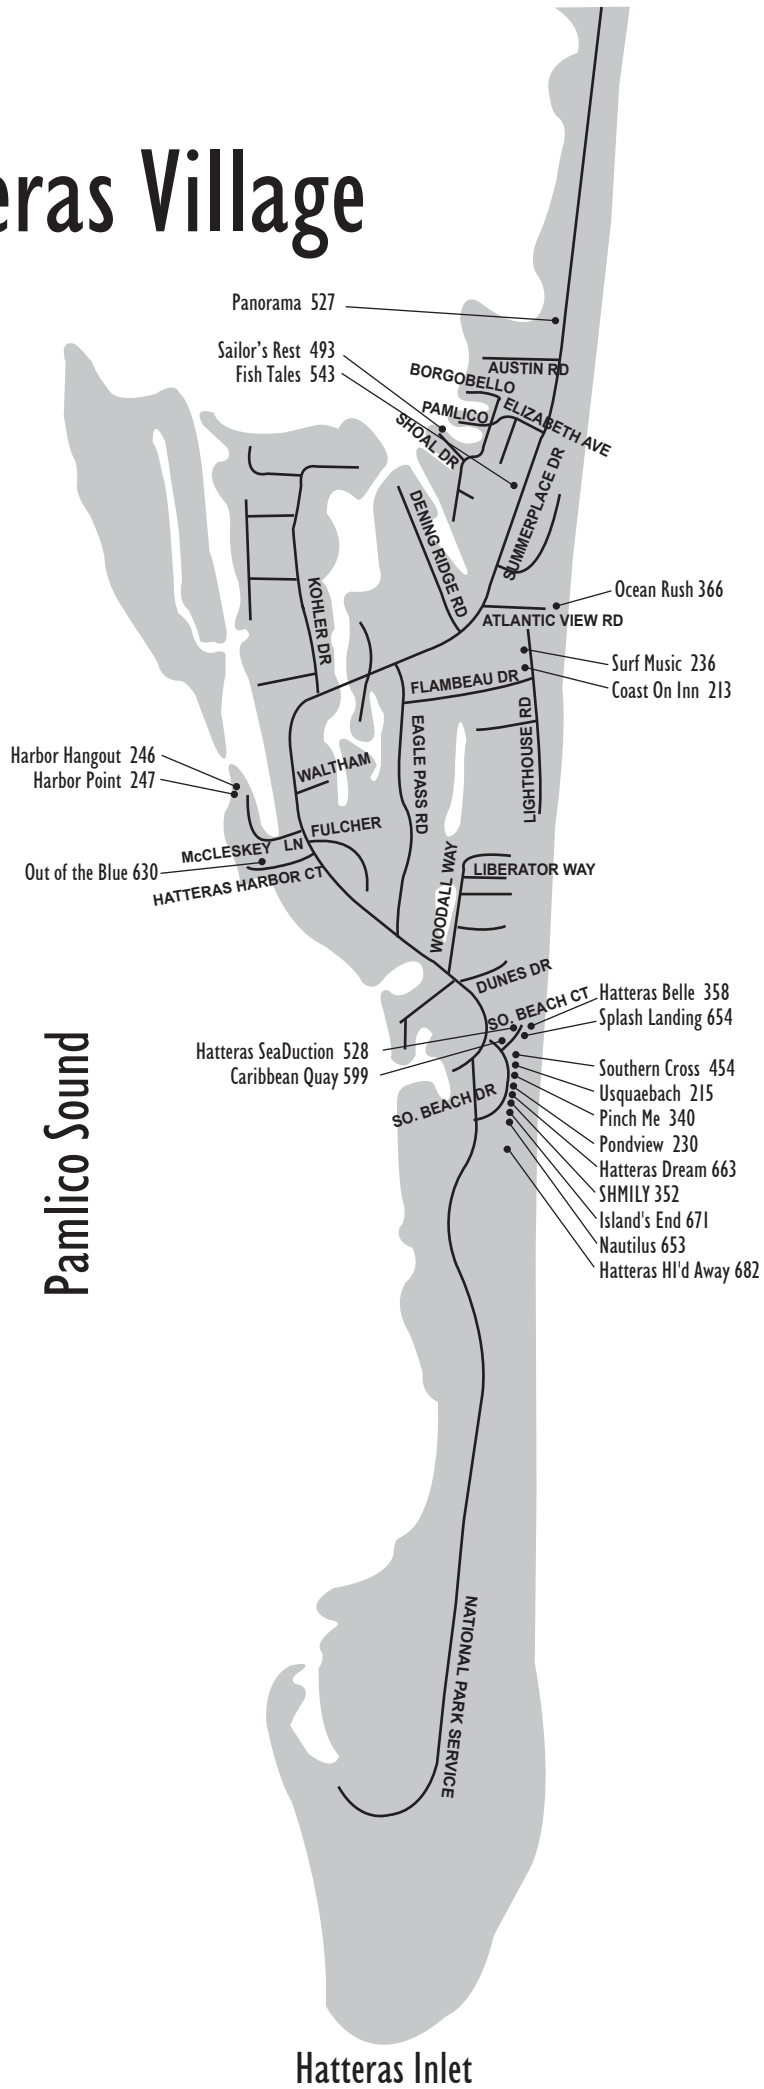 eras Village
Panorama 527
Sailor's Rest 493
Fish Tales 543
AUSTIN RD
BORGOBELLO
PAMLICO
ELIZABETH AVE
SHOAL DR
SUMMERPLACE DR
DENING RIDGE RD
KOHLER DR
Ocean Rush 366
ATLANTIC VIEW RD
Surf Music 236
Coast On Inn 213
FLAMBEAU DR
EAGLE PASS RD
LIGHTHOUSE RD
Harbor Hangout 246
Harbor Point 247
WALTHAM
FULCHER
McCLESKEY LN
Out of the Blue 630
HATTERAS HARBOR CT
WOODALL WAY
LIBERATOR WAY
DUNES DR
SO. BEACH CT
Hatteras Belle 358
Splash Landing 654
Hatteras SeaDuction 528
Caribbean Quay 599
Southern Cross 454
Usquaebach 215
Pinch Me 340
SO. BEACH DR
Pondview 230
Hatteras Dream 663
SHMILY 352
Island's End 671
Nautilus 653
Hatteras HI'd Away 682
Pamlico Sound
NATIONAL PARK SERVICE
Hatteras Inlet